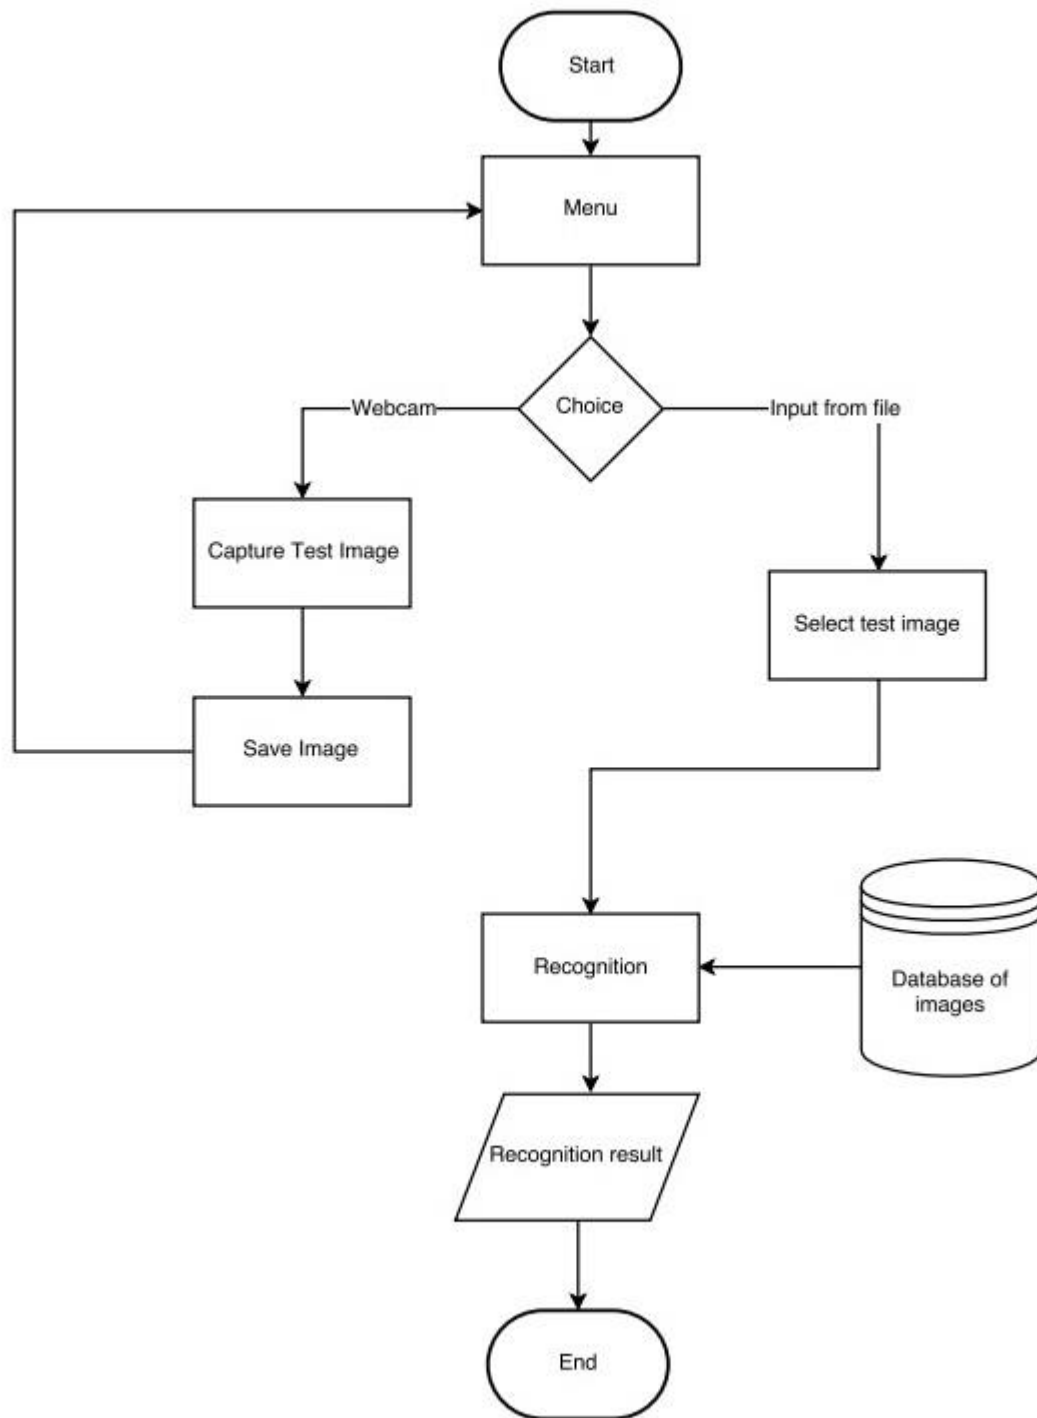 Start
Menu
Choice
Webcam
Input from file
Capture Test Image
Select test image
Save Image
Recognition
Database of
images
Recognition result
End